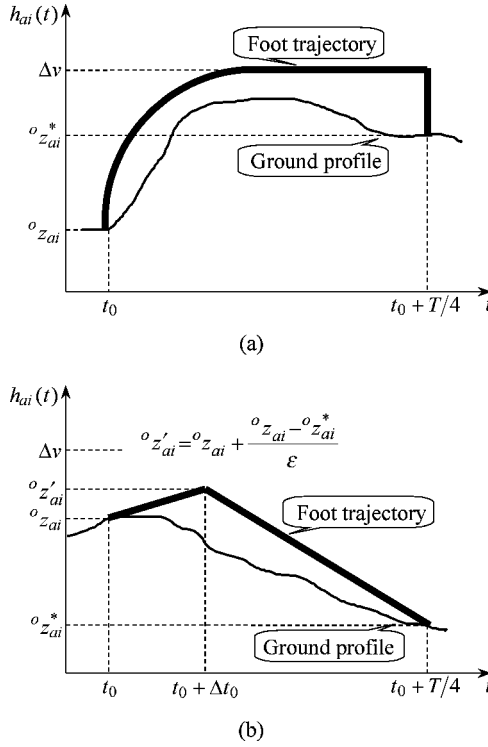 h_ai(t)
Foot trajectory
Δv
°z*_ai
Ground profile
°z_ai
t_0
t_0 + T/4
t
(a)
h_ai(t)
Δv
°z′_ai = °z_ai + (°z_ai − °z*_ai) / ε
°z′_ai
°z_ai
Foot trajectory
°z*_ai
Ground profile
t_0
t_0 + Δt_0
t_0 + T/4
t
(b)